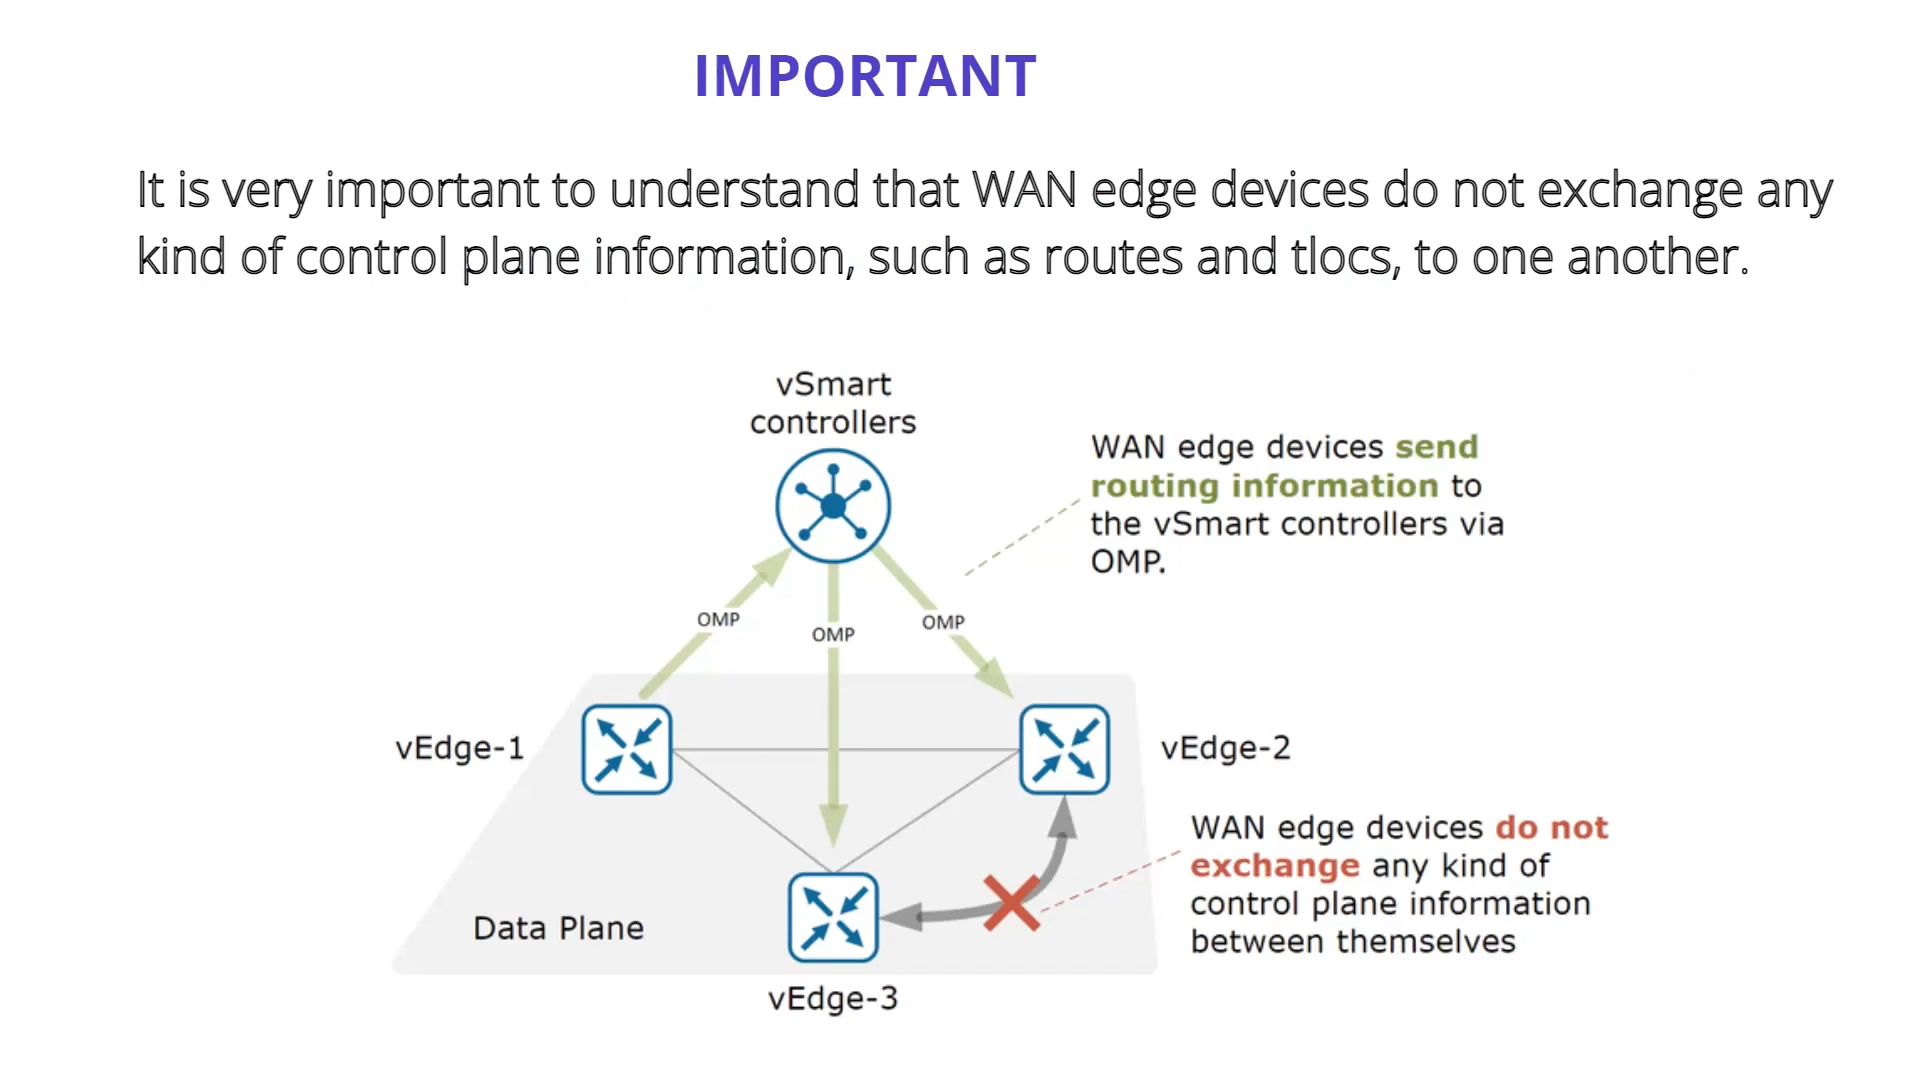 IMPORTANT
It is very important to understand that WAN edge devices do not exchange any
kind of control plane information, such as routes and tlocs, to one another.
vSmart
controllers
WAN edge devices send
routing information to
the vSmart controllers via
OMP.
OMP
OMP
OMP
vEdge-1
vEdge-2
WAN edge devices do not
exchange any kind of
control plane information
between themselves
Data Plane
vEdge-3